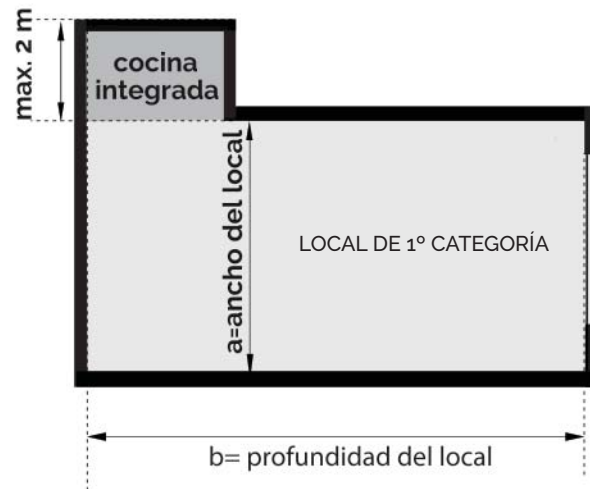 max. 2 m
cocina
integrada
a=ancho del local
LOCAL DE 1º CATEGORÍA
b= profundidad del local